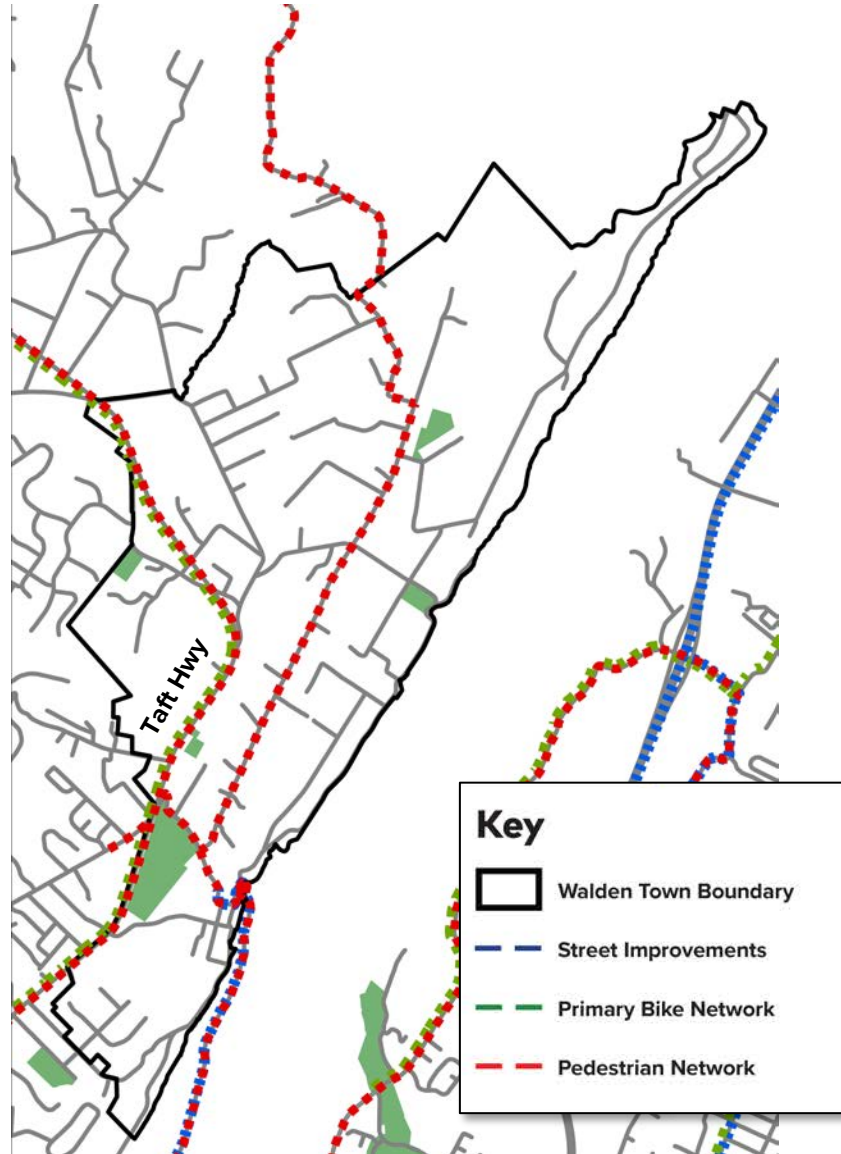 Taft Hwy
Key
Walden Town Boundary
Street Improvements
Primary Bike Network
Pedestrian Network